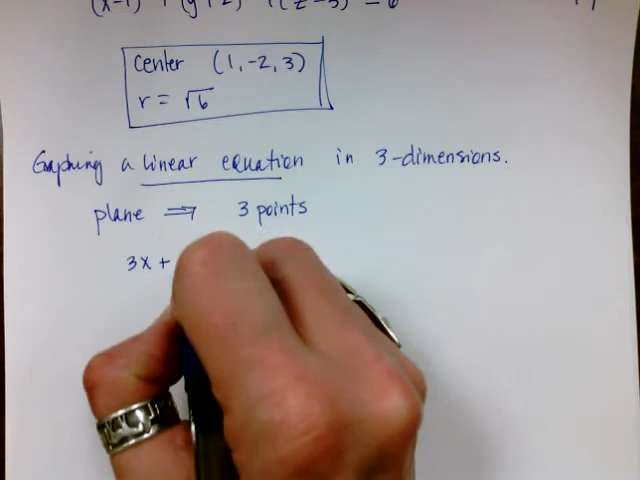 center (1, -2, 3)
r = √6
Graphing a linear equation in 3-dimensions.
plane ⇒ 3 points
3x +